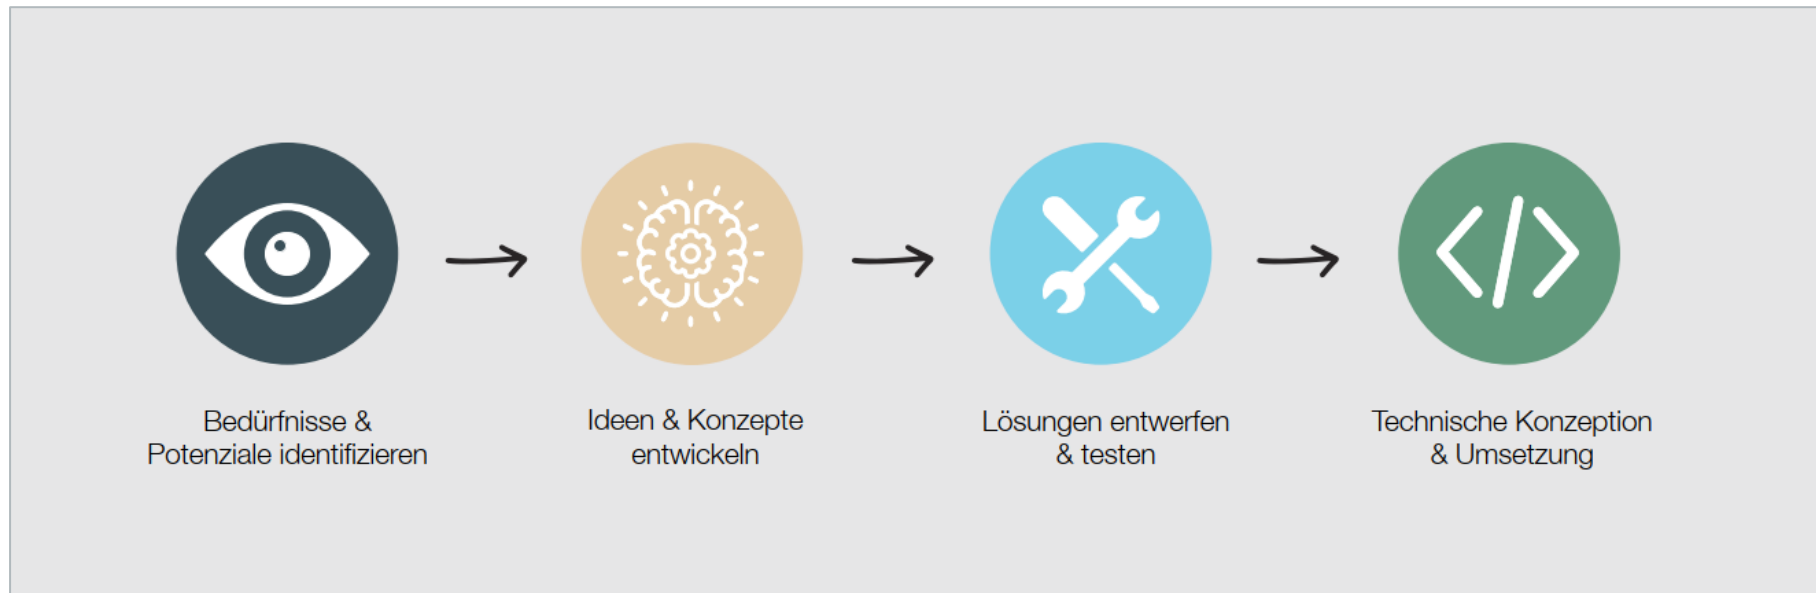 Bedürfnisse &
Potenziale identifizieren
Ideen & Konzepte
entwickeln
Lösungen entwerfen
& testen
Technische Konzeption
& Umsetzung